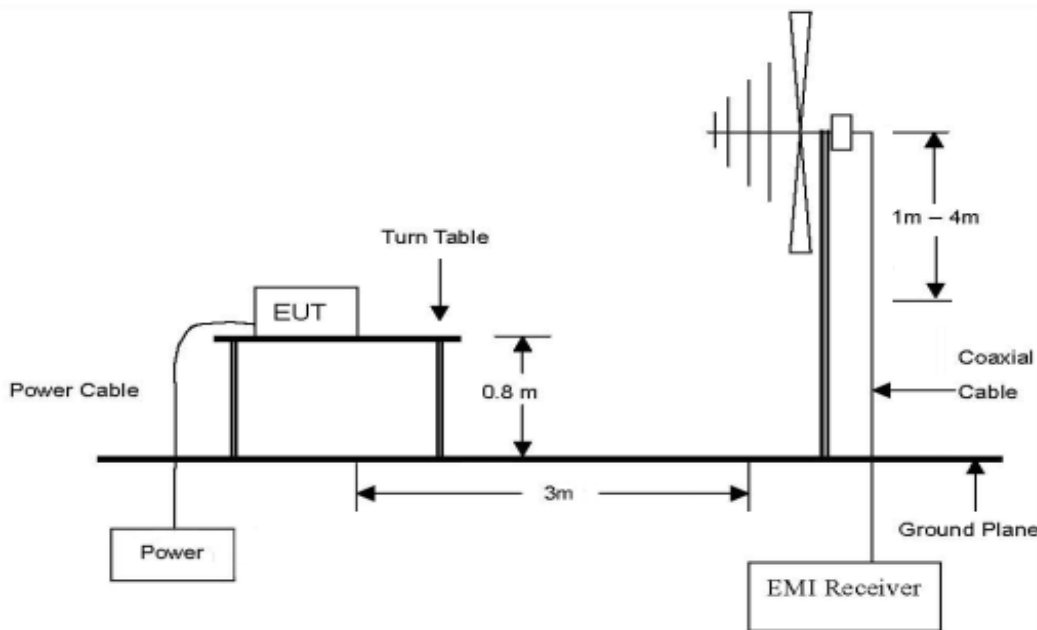 1m – 4m
Turn Table
EUT
Coaxial
Cable
Power Cable
0.8 m
3m
Ground Plane
Power
EMI Receiver